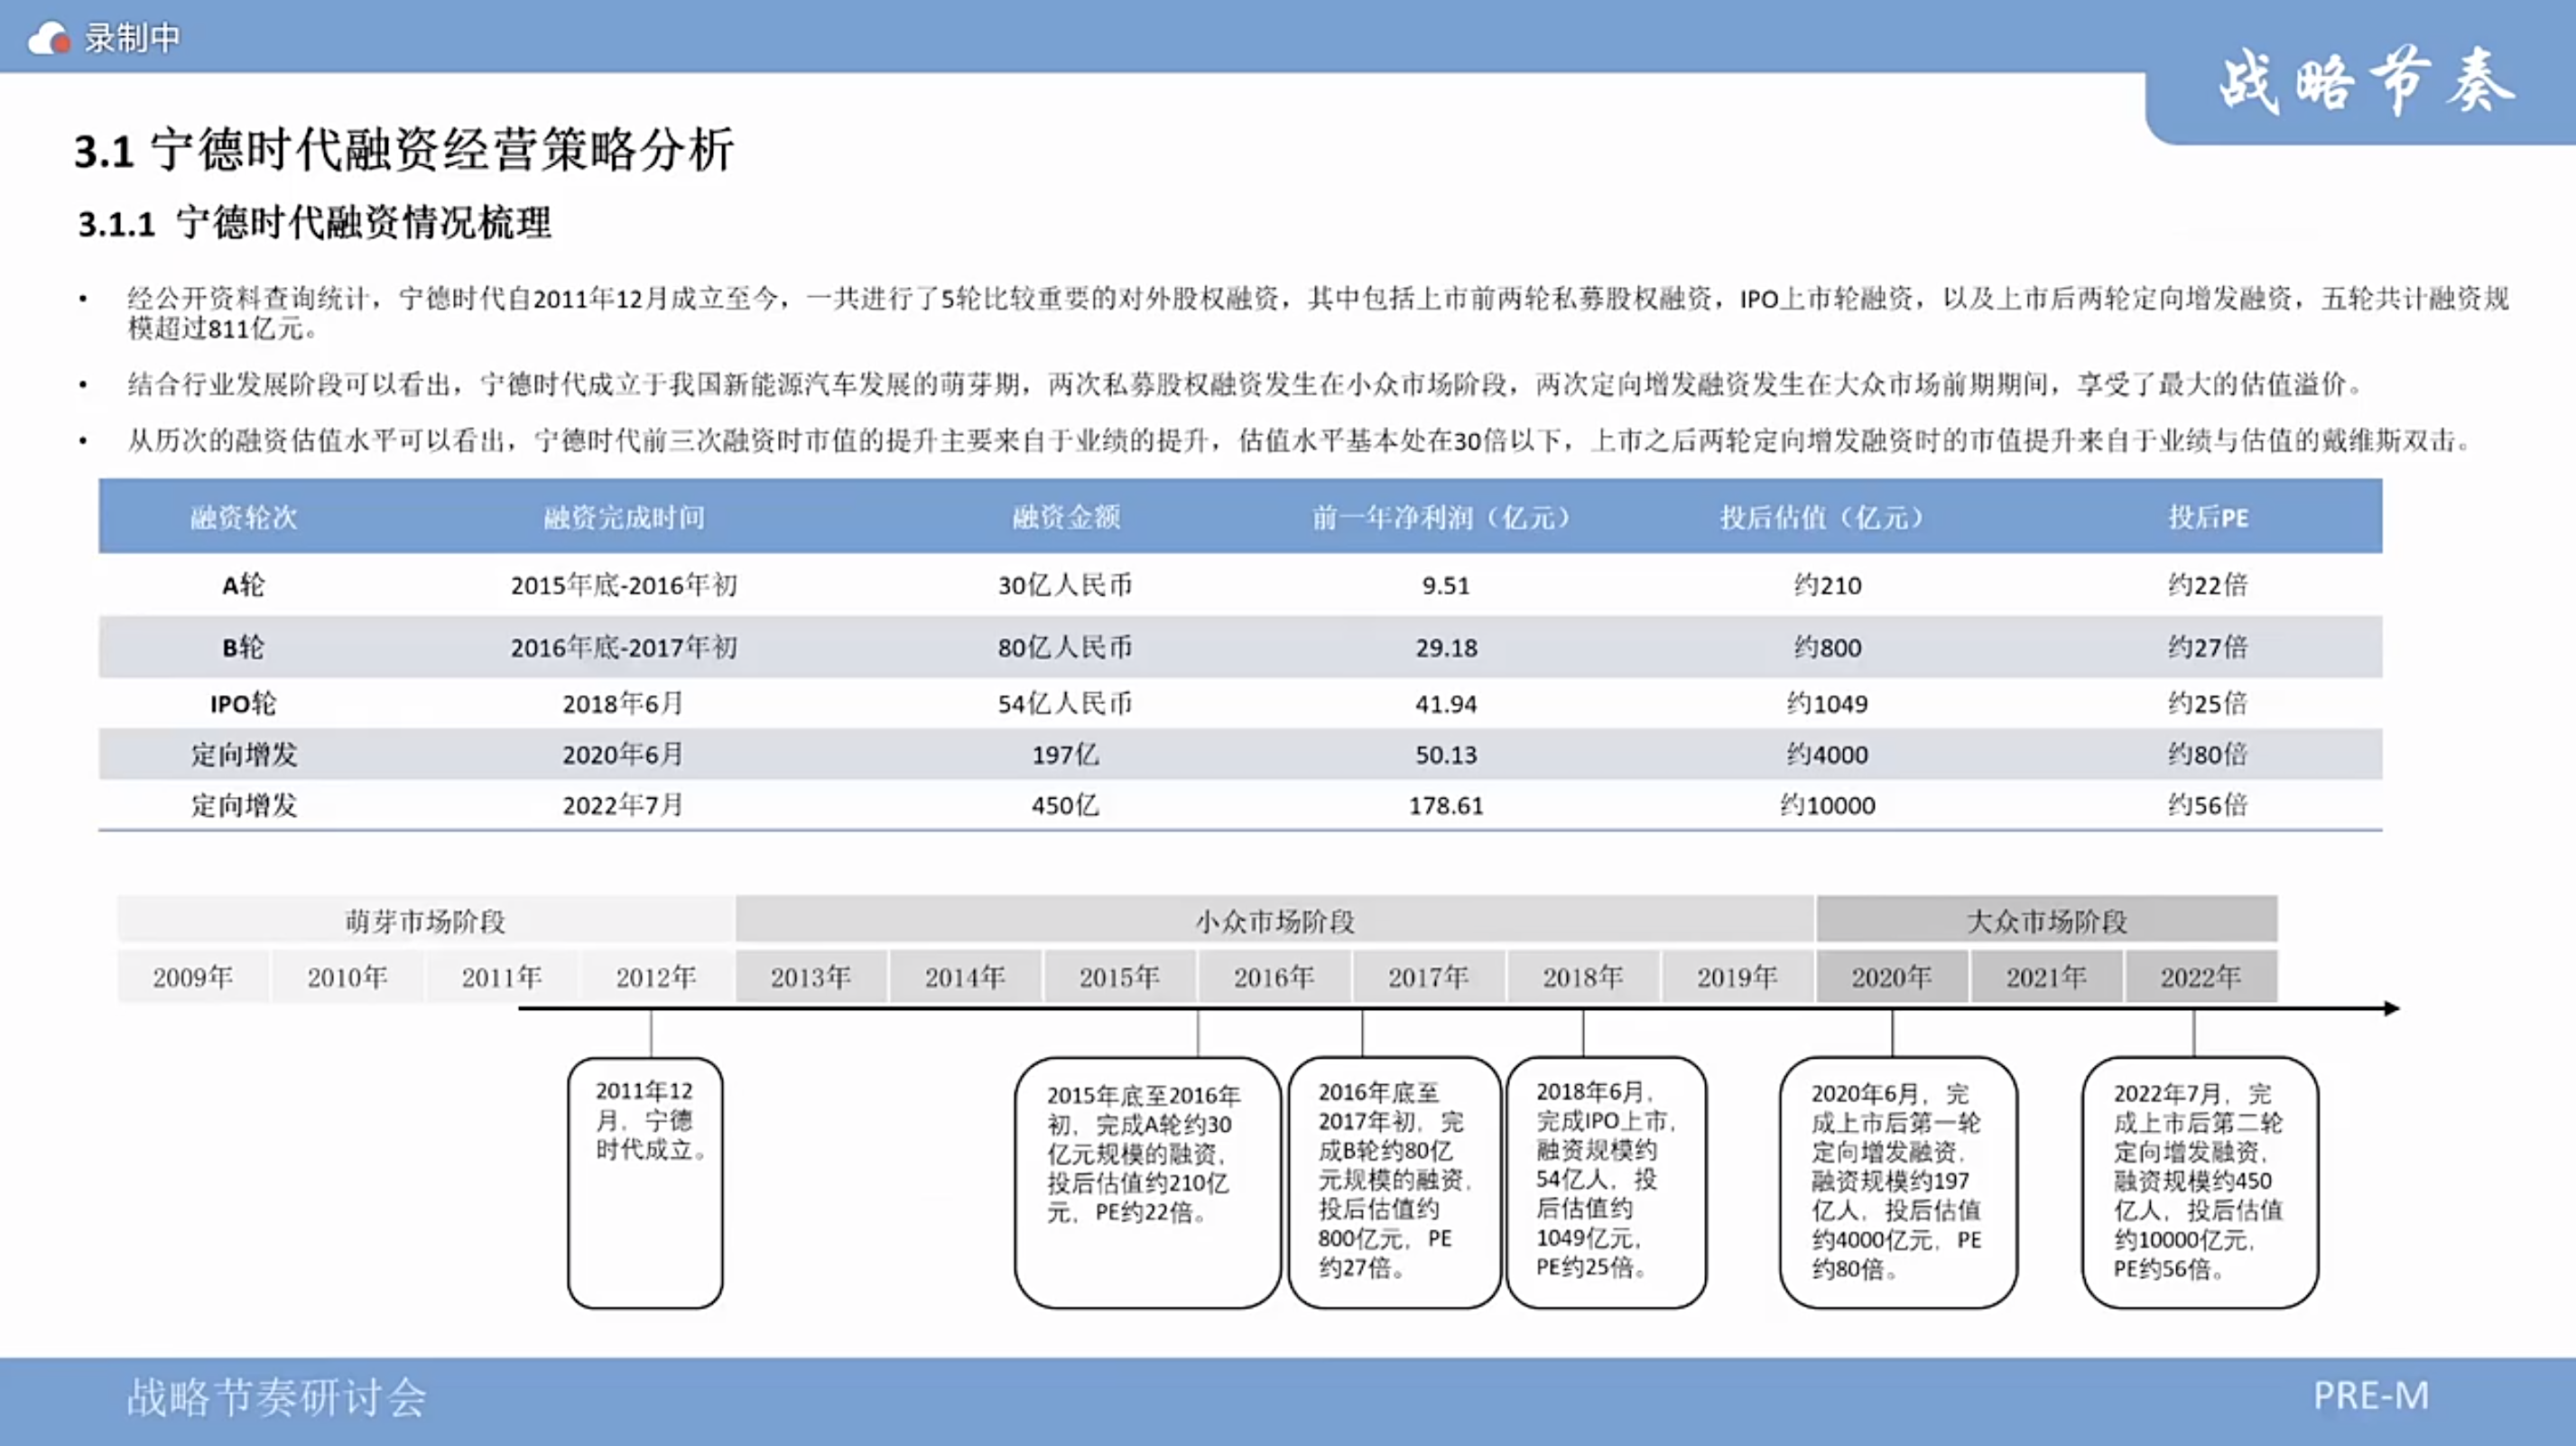 录制中
战略节奏
3.1 宁德时代融资经营策略分析
3.1.1 宁德时代融资情况梳理
• 经公开资料查询统计，宁德时代自2011年12月成立至今，一共进行了5轮比较重要的对外股权融资，其中包括上市前两轮私募股权融资，IPO上市轮融资，以及上市后两轮定向增发融资，五轮共计融资规
模超过811亿元。
• 结合行业发展阶段可以看出，宁德时代成立于我国新能源汽车发展的萌芽期，两次私募股权融资发生在小众市场阶段，两次定向增发融资发生在大众市场前期期间，享受了最大的估值溢价。
• 从历次的融资估值水平可以看出，宁德时代前三次融资时市值的提升主要来自于业绩的提升，估值水平基本处在30倍以下，上市之后两轮定向增发融资时的市值提升来自于业绩与估值的戴维斯双击。
融资轮次 融资完成时间 融资金额 前一年净利润（亿元） 投后估值（亿元） 投后PE
A轮 2015年底-2016年初 30亿人民币 9.51 约210 约22倍
B轮 2016年底-2017年初 80亿人民币 29.18 约800 约27倍
IPO轮 2018年6月 54亿人民币 41.94 约1049 约25倍
定向增发 2020年6月 197亿 50.13 约4000 约80倍
定向增发 2022年7月 450亿 178.61 约10000 约56倍
萌芽市场阶段 小众市场阶段 大众市场阶段
2009年 2010年 2011年 2012年 2013年 2014年 2015年 2016年 2017年 2018年 2019年 2020年 2021年 2022年
2011年12
月，宁德
时代成立。
2015年底至2016年
初，完成A轮约30
亿元规模的融资，
投后估值约210亿
元，PE约22倍。
2016年底至
2017年初，完
成B轮约80亿
元规模的融资，
投后估值约
800亿元，PE
约27倍。
2018年6月，
完成IPO上市，
融资规模约
54亿人，投
后估值约
1049亿元，
PE约25倍。
2020年6月，完
成上市后第一轮
定向增发融资，
融资规模约197
亿人，投后估值
约4000亿元，PE
约80倍。
2022年7月，完
成上市后第二轮
定向增发融资，
融资规模约450
亿人，投后估值
约10000亿元，
PE约56倍。
战略节奏研讨会
PRE-M